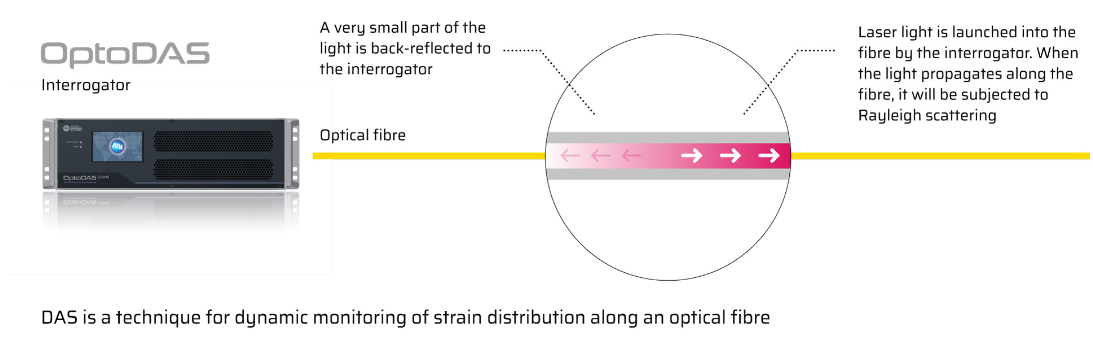 OptoDAS
Interrogator
A very small part of the
light is back-reflected to
the interrogator
Laser light is launched into the
fibre by the interrogator. When
the light propagates along the
fibre, it will be subjected to
Rayleigh scattering
Optical fibre
OptoDAS
DAS is a technique for dynamic monitoring of strain distribution along an optical fibre